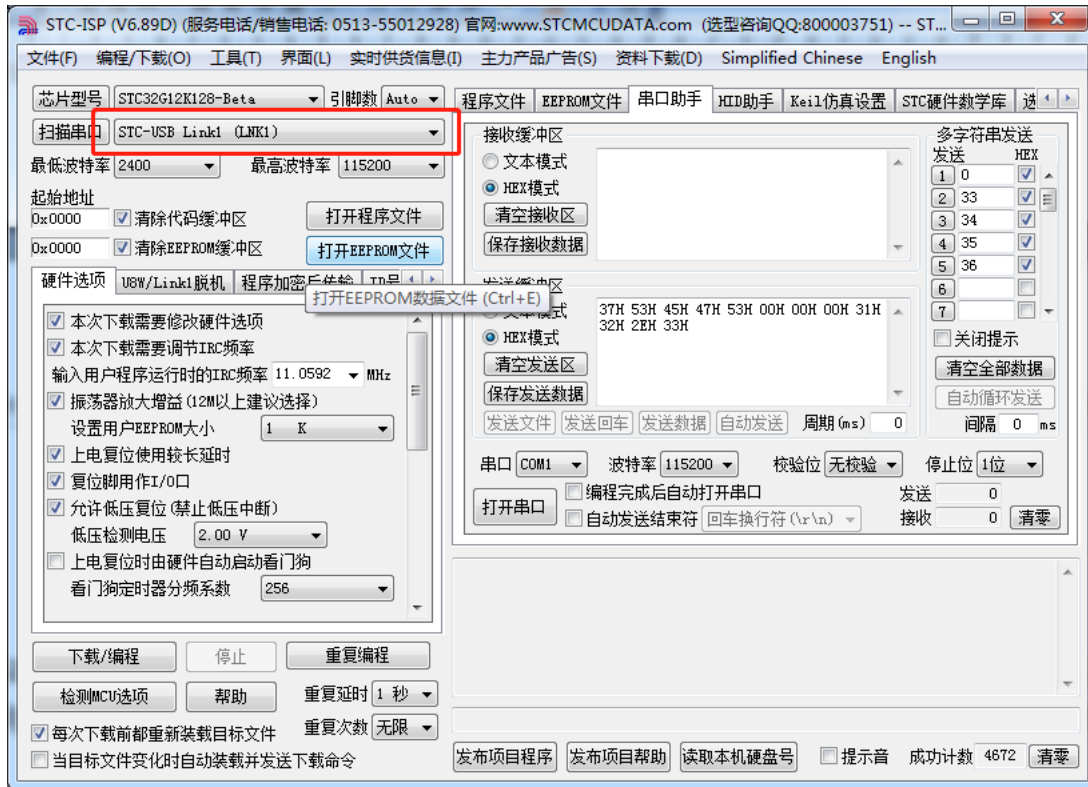 STC-ISP (V6.89D) (服务电话/销售电话: 0513-55012928) 官网:www.STCMCUDATA.com (选型咨询QQ:800003751) -- ST...
文件(F) 编程/下载(O) 工具(T) 界面(L) 实时供货信息(I) 主力产品广告(S) 资料下载(D) Simplified Chinese English
芯片型号 STC32G12K128-Beta 引脚数 Auto
扫描串口 STC-USB Link1 (LNK1)
最低波特率 2400 最高波特率 115200
起始地址
0x0000 清除代码缓冲区 打开程序文件
0x0000 清除EEPROM缓冲区 打开EEPROM文件
硬件选项 U8W/Link1脱机 程序加密后传输
打开EEPROM数据文件 (Ctrl+E)
本次下载需要修改硬件选项
本次下载需要调节IRC频率
输入用户程序运行时的IRC频率 11.0592 MHz
振荡器放大增益(12M以上建议选择)
设置用户EEPROM大小 1 K
上电复位使用较长延时
复位脚用作I/O口
允许低压复位(禁止低压中断)
低压检测电压 2.00 V
上电复位时由硬件自动启动看门狗
看门狗定时器分频系数 256
下载/编程 停止 重复编程
检测MCU选项 帮助 重复延时 1 秒
每次下载前都重新装载目标文件 重复次数 无限
当目标文件变化时自动装载并发送下载命令
程序文件 EEPROM文件 串口助手 HID助手 Keil仿真设置 STC硬件数学库 选
接收缓冲区
文本模式
HEX模式
清空接收区
保存接收数据
37H 53H 45H 47H 53H 00H 00H 00H 31H
32H 2EH 33H
HEX模式
清空发送区
保存发送数据
发送文件 发送回车 发送数据 自动发送 周期(ms) 0
多字符串发送
发送 HEX
1 0
2 33
3 34
4 35
5 36
6
7
关闭提示
清空全部数据
自动循环发送
间隔 0 ms
串口 COM1 波特率 115200 校验位 无校验 停止位 1位
打开串口 编程完成后自动打开串口 发送 0
自动发送结束符 回车换行符(\r\n) 接收 0 清零
发布项目程序 发布项目帮助 读取本机硬盘号 提示音 成功计数 4672 清零